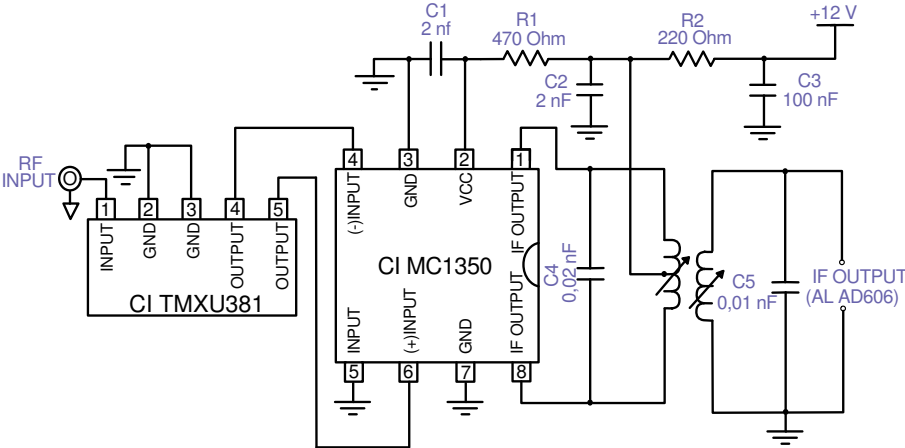 C1
2 nf
R1
470 Ohm
R2
220 Ohm
+12 V
C2
2 nF
C3
100 nF
RF
INPUT
1
2
3
4
5
INPUT
GND
GND
OUTPUT
OUTPUT
CI TMXU381
4
3
2
1
(-)INPUT
GND
VCC
IF OUTPUT
CI MC1350
INPUT
(+)INPUT
GND
IF OUTPUT
5
6
7
8
C4
0,02 nF
C5
0,01 nF
IF OUTPUT
(AL AD606)